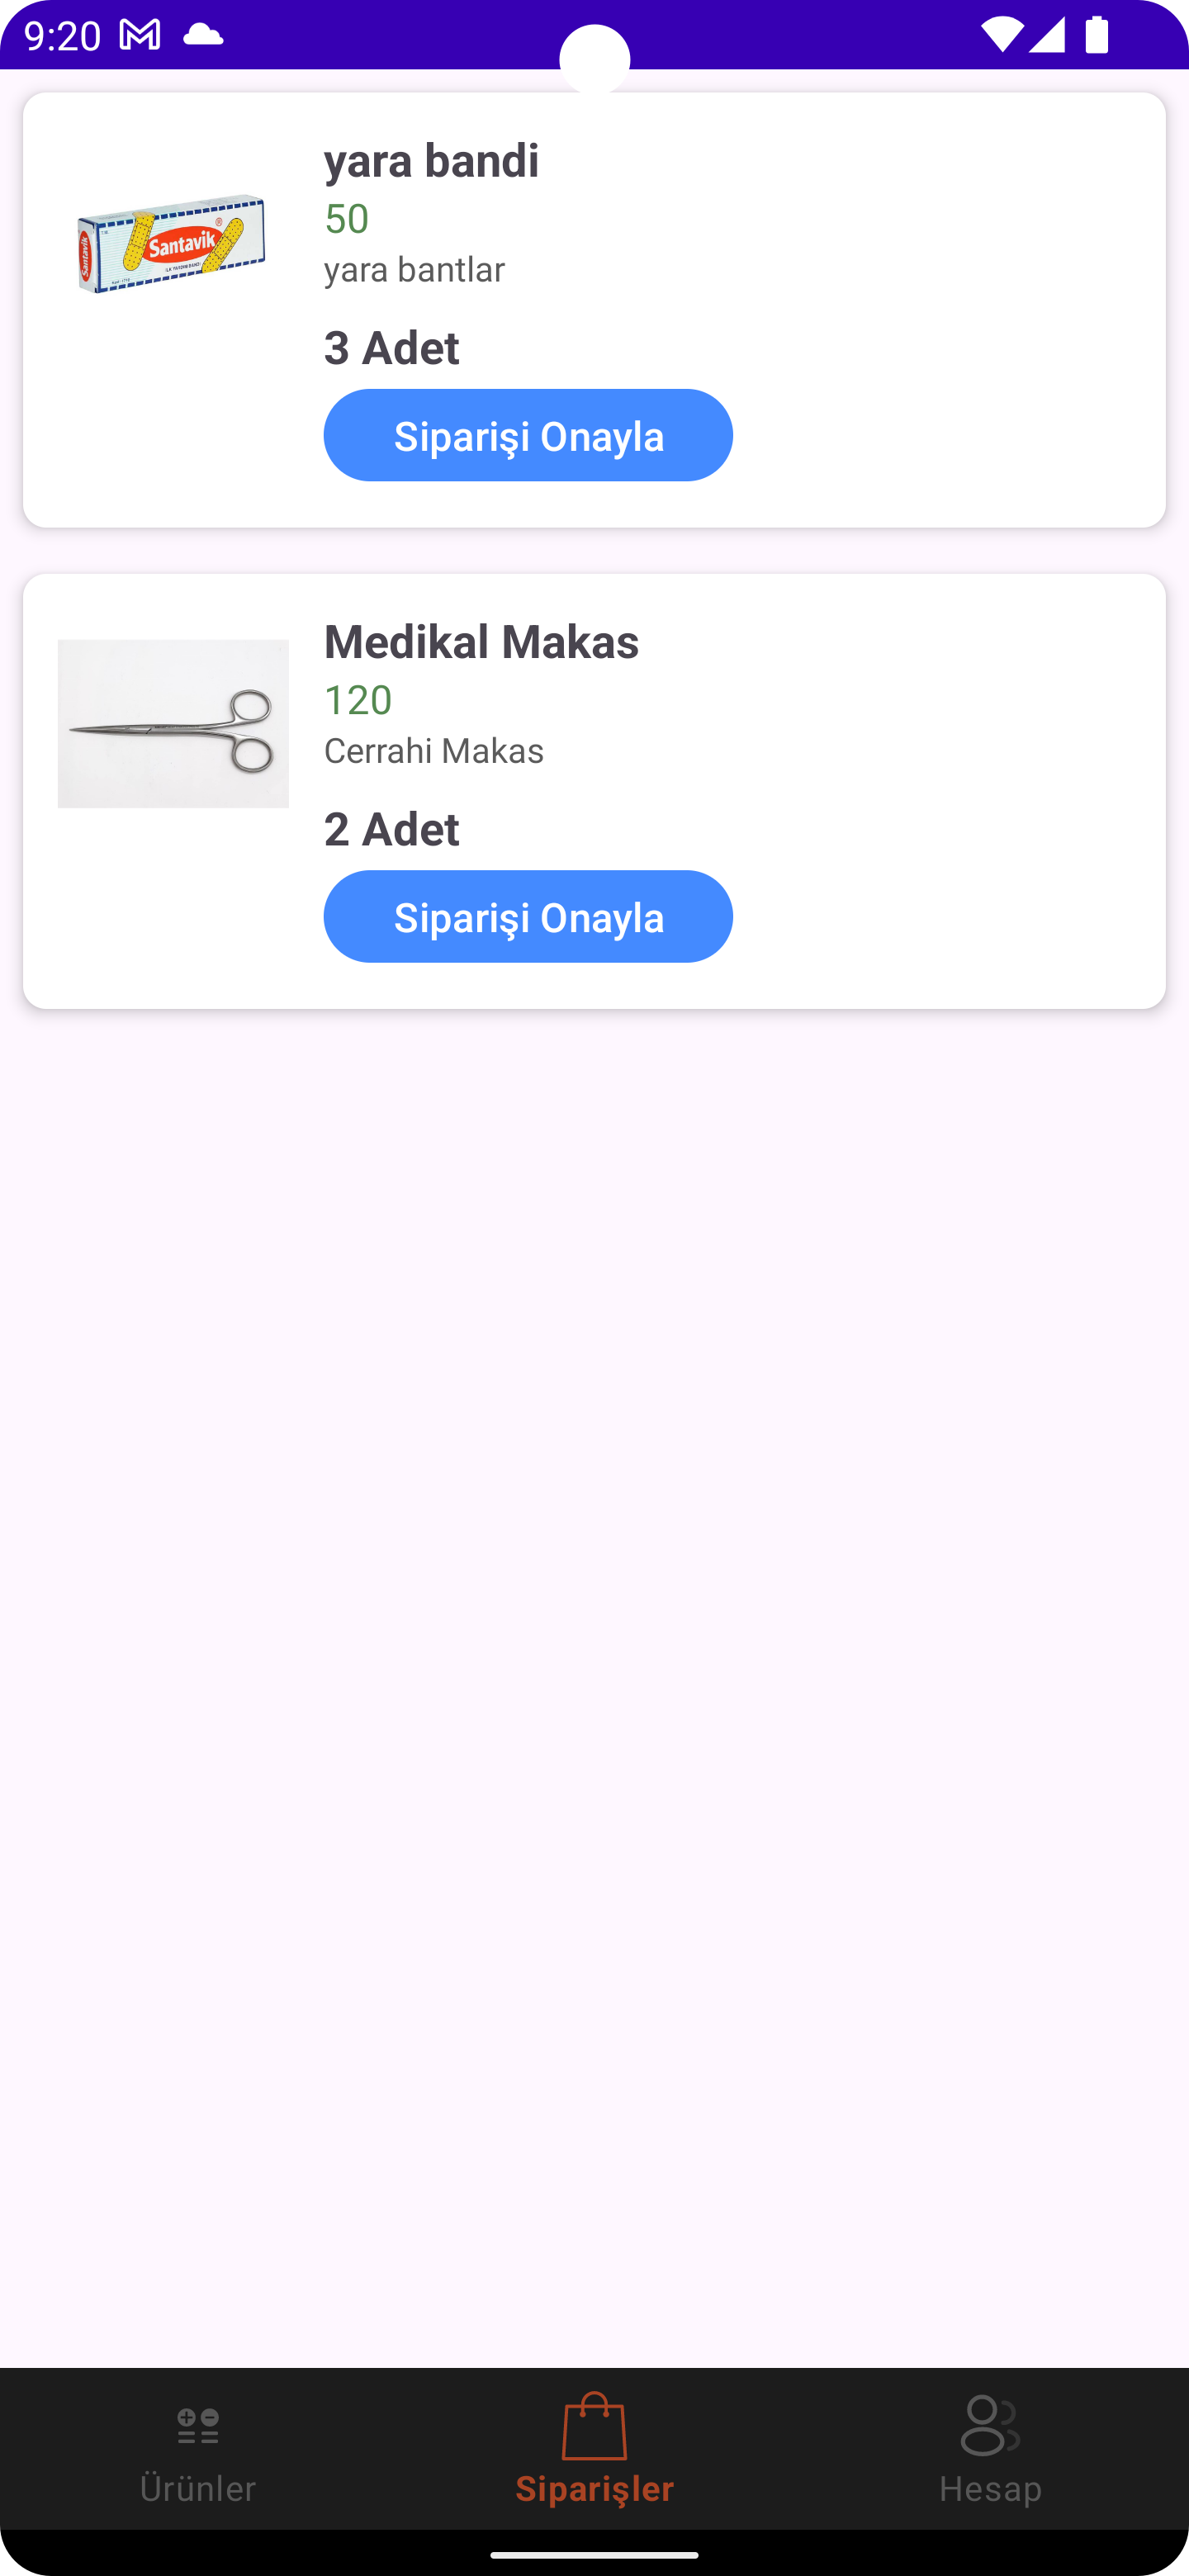 9:20
yara bandi
50
yara bantlar
3 Adet
Siparişi Onayla
Santavik
Santavik
Medikal Makas
120
Cerrahi Makas
2 Adet
Siparişi Onayla
Ürünler
Siparişler
Hesap